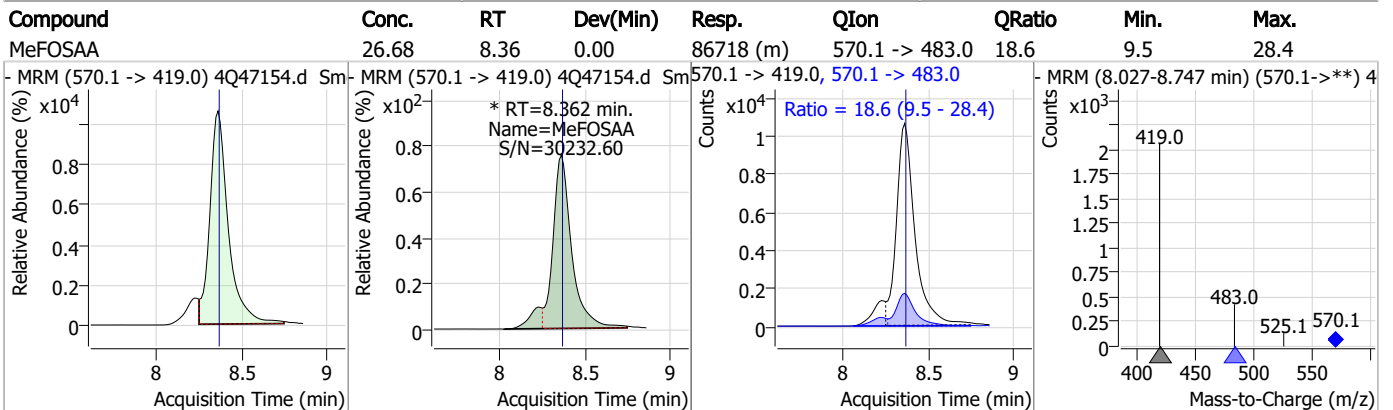 Compound Conc. RT Dev(Min) Resp. QIon QRatio Min. Max.
MeFOSAA 26.68 8.36 0.00 86718 (m) 570.1 -> 483.0 18.6 9.5 28.4
- MRM (570.1 -> 419.0) 4Q47154.d Sm
Relative Abundance (%)
x10⁴
0.8
0.6
0.4
0.2
0
8 8.5 9
Acquisition Time (min)
- MRM (570.1 -> 419.0) 4Q47154.d Sm
Relative Abundance (%)
x10²
* RT=8.362 min.
Name=MeFOSAA
S/N=30232.60
0.8
0.6
0.4
0.2
0
8 8.5 9
Acquisition Time (min)
570.1 -> 419.0, 570.1 -> 483.0
Counts
x10⁴
Ratio = 18.6 (9.5 - 28.4)
1
0.8
0.6
0.4
0.2
0
8 8.5 9
Acquisition Time (min)
- MRM (8.027-8.747 min) (570.1->**) 4
Counts
x10³
419.0
2
1.75
1.5
1.25
1
0.75
0.5
0.25
0
483.0
525.1
570.1
400 450 500 550
Mass-to-Charge (m/z)